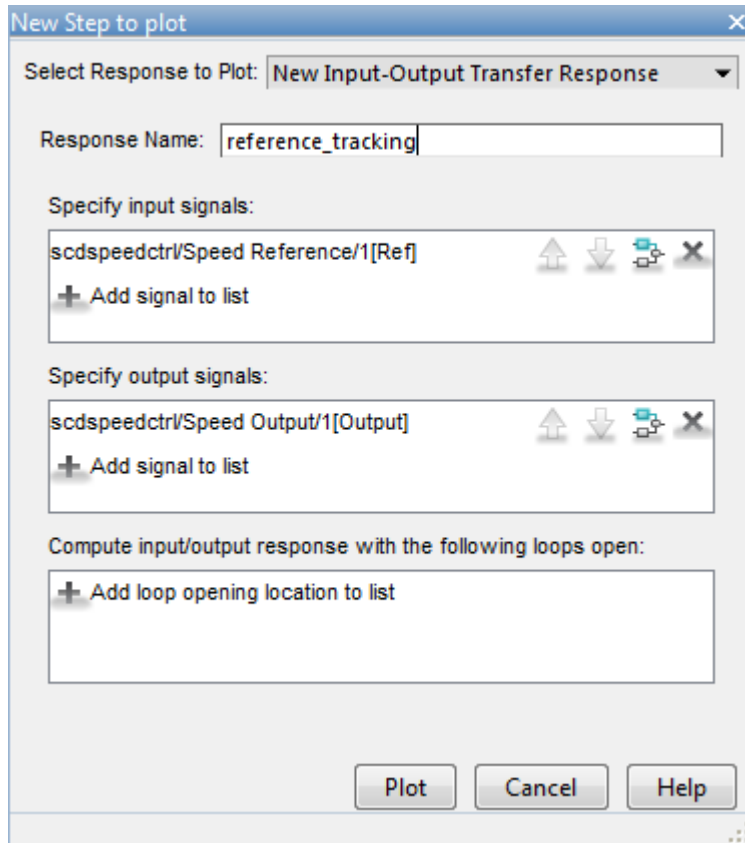 New Step to plot
Select Response to Plot: New Input-Output Transfer Response
Response Name: reference_tracking
Specify input signals:
scdspeedctrl/Speed Reference/1[Ref]
Add signal to list
Specify output signals:
scdspeedctrl/Speed Output/1[Output]
Add signal to list
Compute input/output response with the following loops open:
Add loop opening location to list
Plot Cancel Help